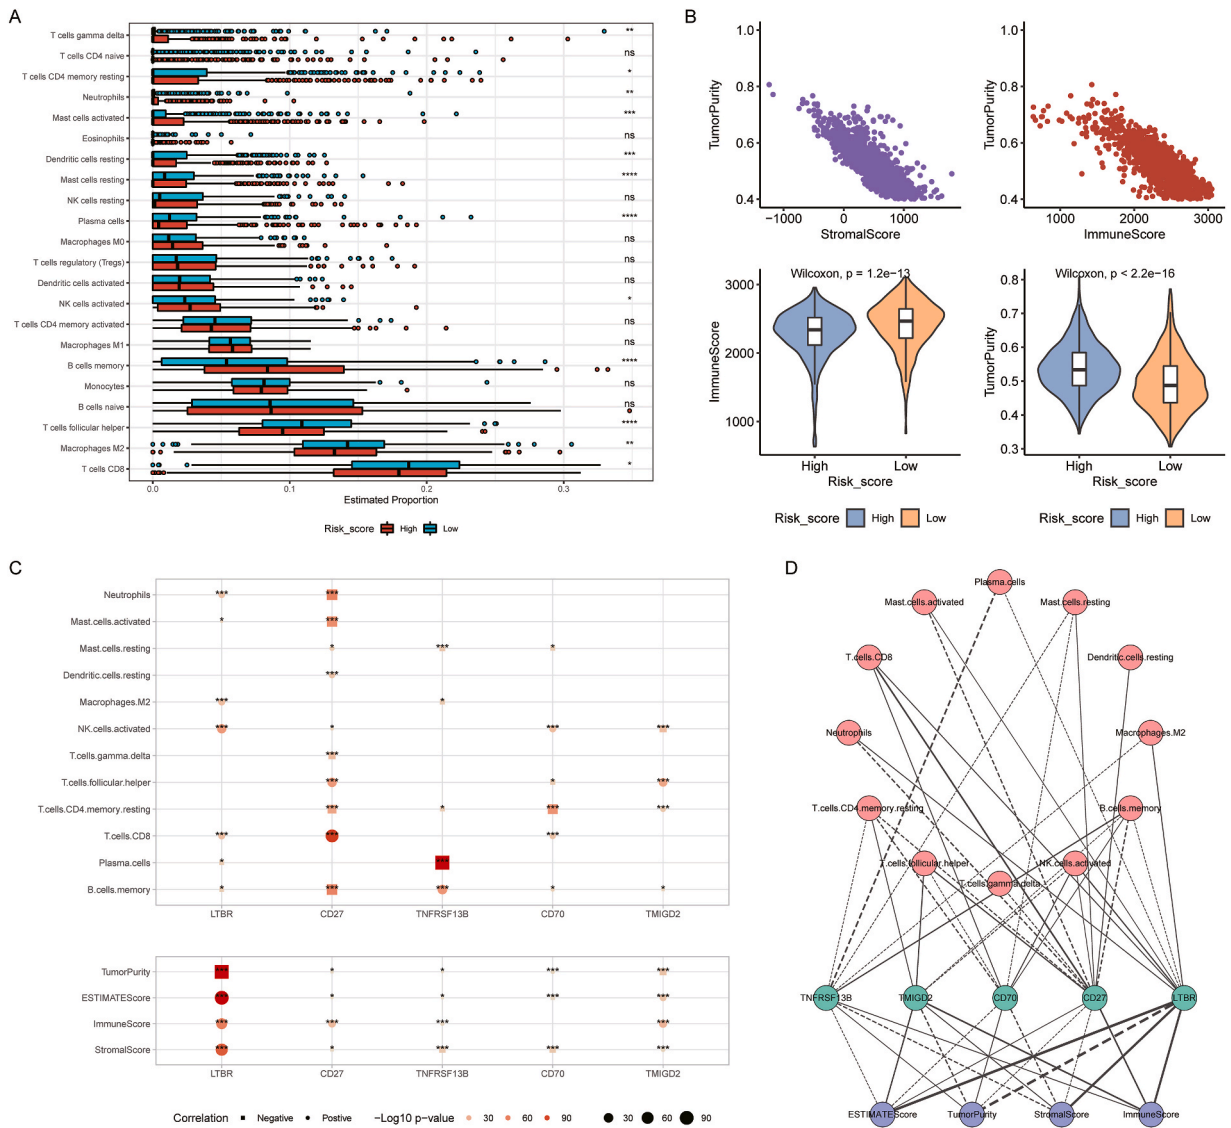 A
T cells gamma delta
**
T cells CD4 naive
ns
T cells CD4 memory resting
*
Neutrophils
**
Mast cells activated
***
Eosinophils
ns
Dendritic cells resting
***
Mast cells resting
****
NK cells resting
ns
Plasma cells
****
Macrophages M0
ns
T cells regulatory (Tregs)
ns
Dendritic cells activated
ns
NK cells activated
*
T cells CD4 memory activated
ns
Macrophages M1
ns
B cells memory
****
Monocytes
ns
B cells naive
ns
T cells follicular helper
****
Macrophages M2
**
T cells CD8
*
0.0 0.1 0.2 0.3
Estimated Proportion
Risk_score High Low
B
1.0
0.8
0.6
0.4
TumorPurity
-1000 0 1000
StromalScore
1.0
0.8
0.6
0.4
TumorPurity
1000 2000 3000
ImmuneScore
Wilcoxon, p = 1.2e-13
3000
2000
1000
ImmuneScore
High Low
Risk_score
Risk_score High Low
Wilcoxon, p < 2.2e-16
0.8
0.7
0.6
0.5
0.4
0.3
TumorPurity
High Low
Risk_score
Risk_score High Low
C
Neutrophils *** ***
Mast.cells.activated * ***
Mast.cells.resting * *** *
Dendritic.cells.resting ***
Macrophages.M2 *** *
NK.cells.activated *** * *** ***
T.cells.gamma.delta ***
T.cells.follicular.helper *** * ***
T.cells.CD4.memory.resting *** * *** ***
T.cells.CD8 *** *** ***
Plasma.cells * ***
B.cells.memory * *** *** * *
LTBR CD27 TNFRSF13B CD70 TMIGD2
TumorPurity *** * * *** ***
ESTIMATEScore *** * * *** ***
ImmuneScore *** *** *** ***
StromalScore *** * *** *** ***
LTBR CD27 TNFRSF13B CD70 TMIGD2
Correlation Negative Postive -Log10 p-value 30 60 90 30 60 90
D
Plasma.cells
Mast.cells.activated Mast.cells.resting
T.cells.CD8 Dendritic.cells.resting
Neutrophils Macrophages.M2
T.cells.CD4.memory.resting B.cells.memory
T.cells.follicular.helper NK.cells.activated
T.cells.gamma.delta
TNFRSF13B TMIGD2 CD70 CD27 LTBR
ESTIMATEScore TumorPurity StromalScore ImmuneScore